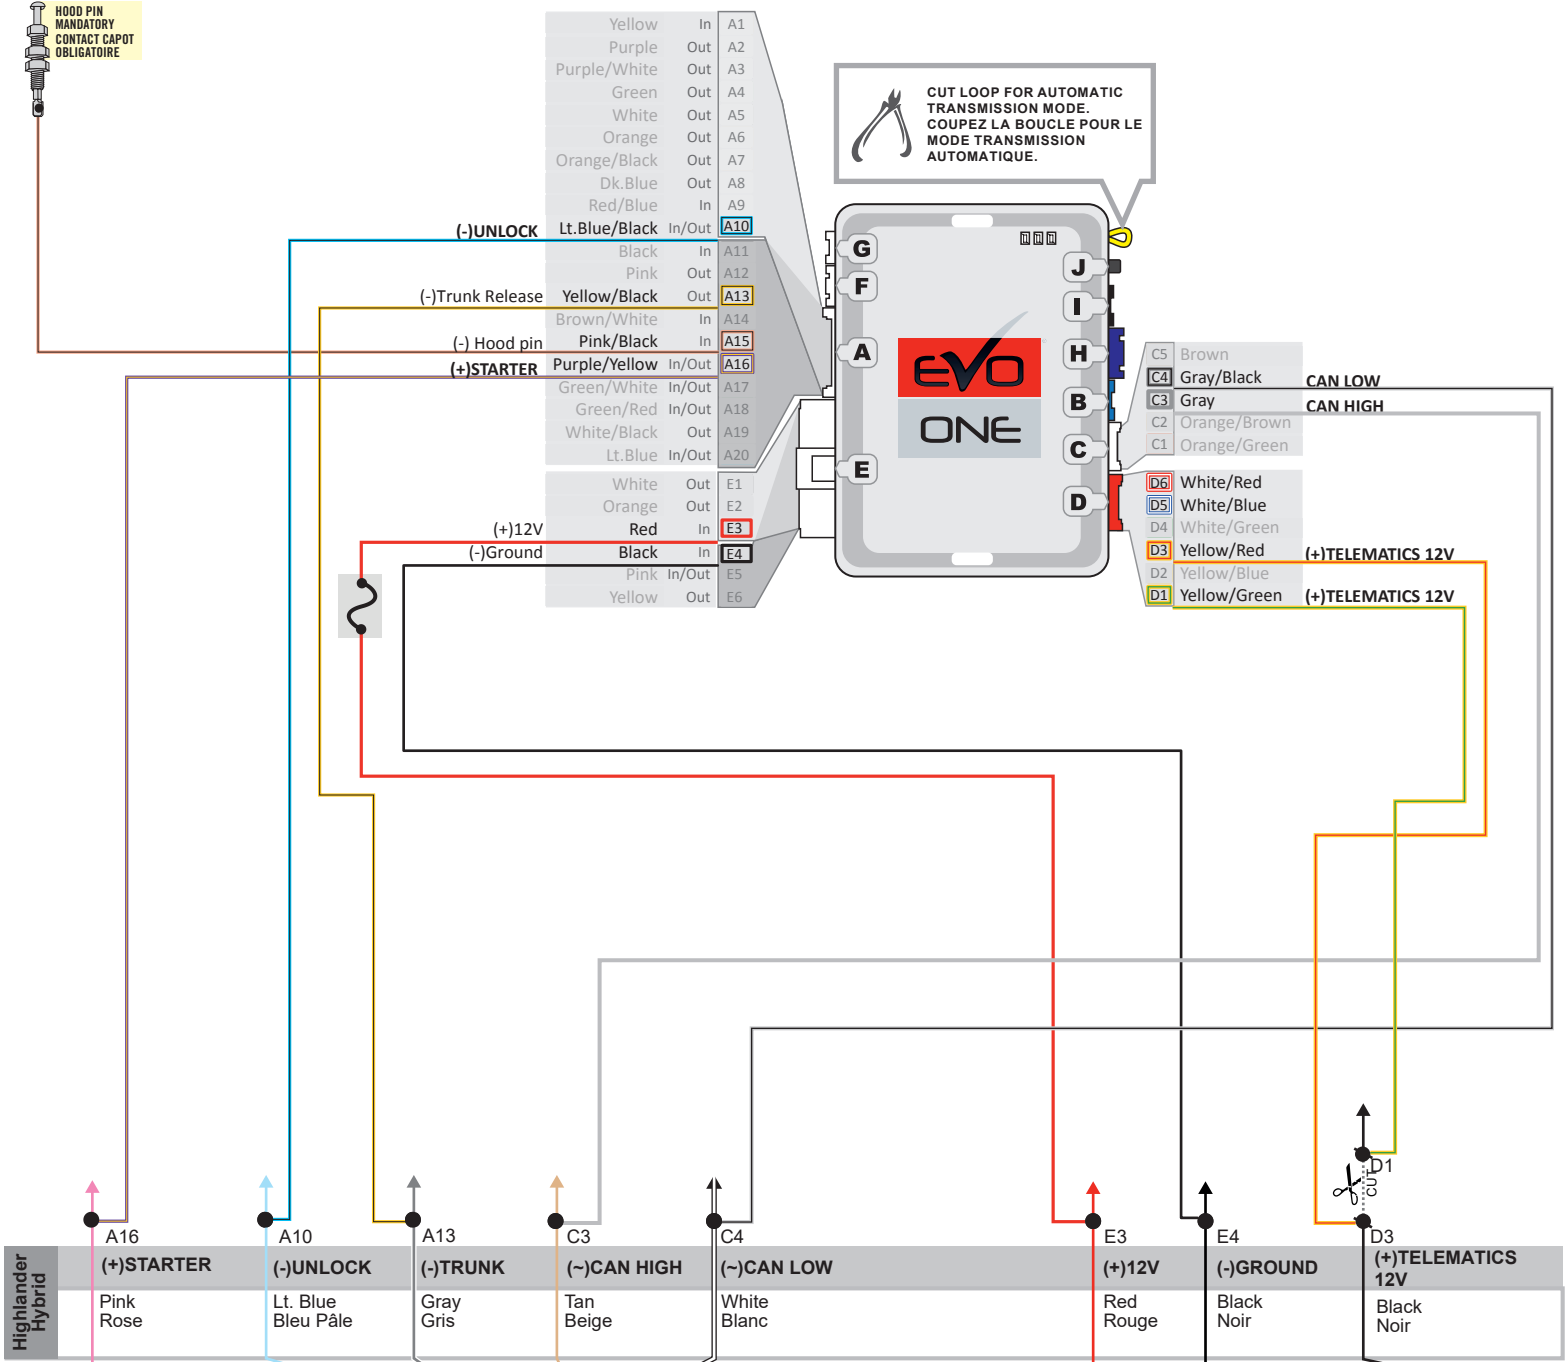 HOOD PIN
MANDATORY
CONTACT CAPOT
OBLIGATOIRE
Yellow In A1
Purple Out A2
Purple/White Out A3
Green Out A4
White Out A5
Orange Out A6
Orange/Black Out A7
Dk.Blue Out A8
Red/Blue In A9
(-)UNLOCK Lt.Blue/Black In/Out A10
Black In A11
Pink Out A12
(-)Trunk Release Yellow/Black Out A13
Brown/White In A14
(-) Hood pin Pink/Black In A15
(+)STARTER Purple/Yellow In/Out A16
Green/White In/Out A17
Green/Red In/Out A18
White/Black Out A19
Lt.Blue In/Out A20
White Out E1
Orange Out E2
(+)12V Red In E3
(-)Ground Black In E4
Pink In/Out E5
Yellow Out E6
CUT LOOP FOR AUTOMATIC
TRANSMISSION MODE.
COUPEZ LA BOUCLE POUR LE
MODE TRANSMISSION
AUTOMATIQUE.
G
F
A
E
J
I
H
B
C
D
EVO
ONE
C5 Brown
C4 Gray/Black CAN LOW
C3 Gray CAN HIGH
C2 Orange/Brown
C1 Orange/Green
D6 White/Red
D5 White/Blue
D4 White/Green
D3 Yellow/Red (+)TELEMATICS 12V
D2 Yellow/Blue
D1 Yellow/Green (+)TELEMATICS 12V
D1
CUT
A16 A10 A13 C3 C4 E3 E4 D3
Highlander
Hybrid
(+)STARTER (-)UNLOCK (-)TRUNK (~)CAN HIGH (~)CAN LOW (+)12V (-)GROUND (+)TELEMATICS
12V
Pink Lt. Blue Gray Tan White Red Black Black
Rose Bleu Pâle Gris Beige Blanc Rouge Noir Noir